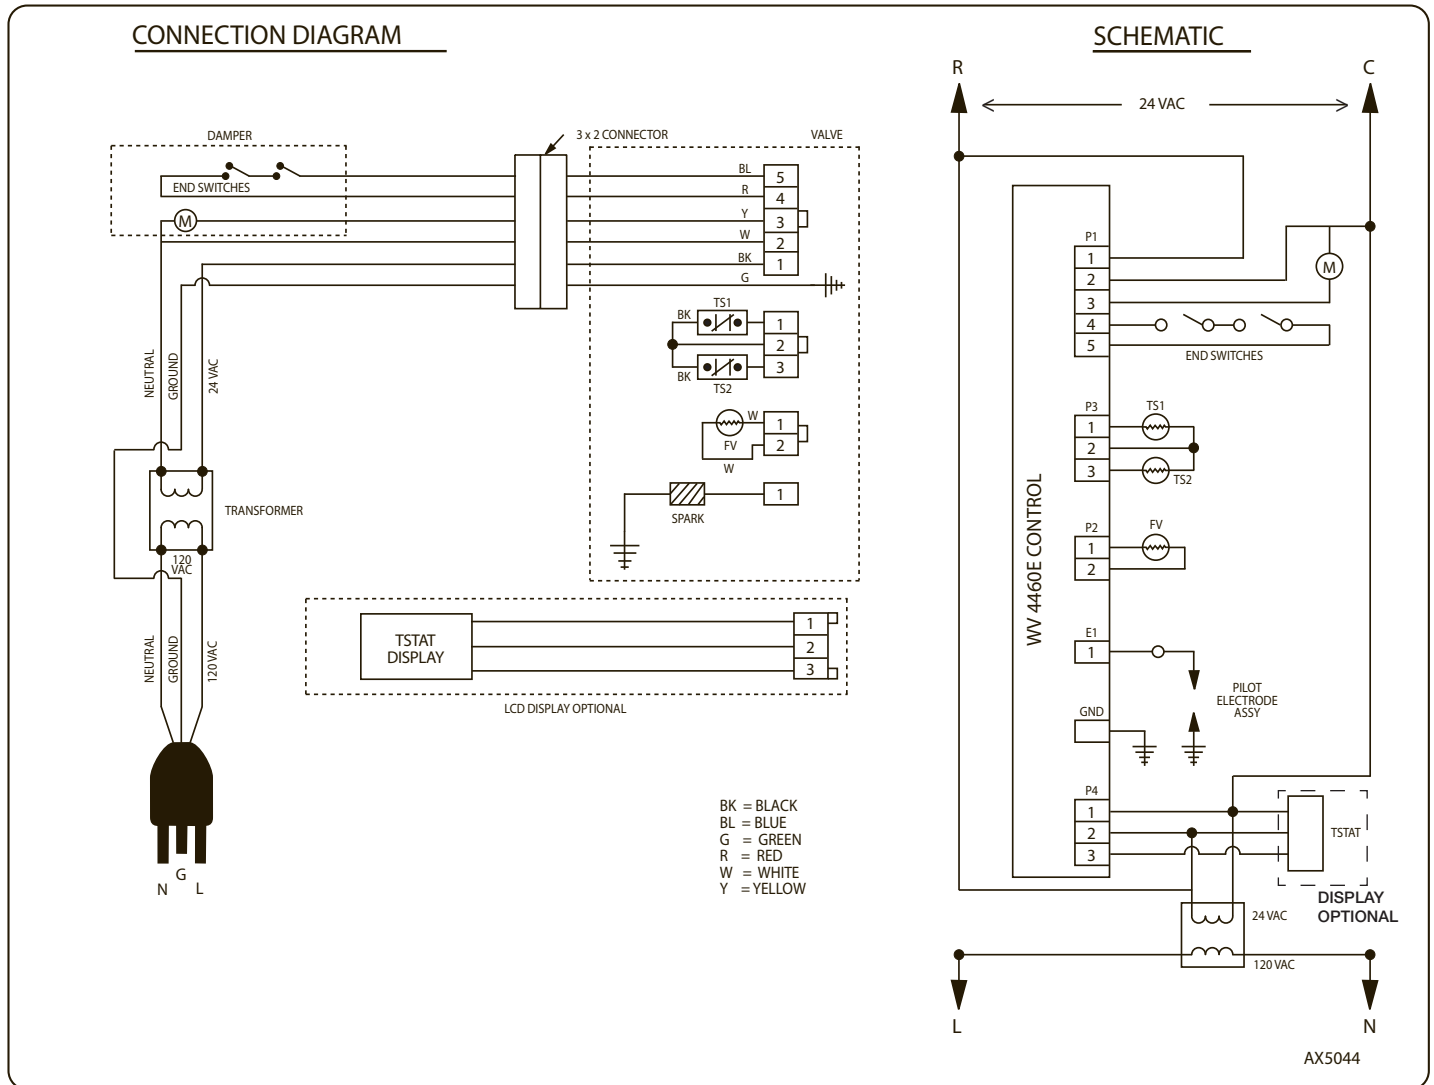 CONNECTION DIAGRAM
DAMPER
3 x 2 CONNECTOR
VALVE
END SWITCHES
M
BL
R
Y
W
BK
G
5
4
3
2
1
TS1
BK
BK
TS2
1
2
3
FV
W
W
1
2
SPARK
1
NEUTRAL
GROUND
24 VAC
TRANSFORMER
120
VAC
NEUTRAL
GROUND
120 VAC
N
G
L
TSTAT
DISPLAY
1
2
3
LCD DISPLAY OPTIONAL
BK = BLACK
BL = BLUE
G = GREEN
R = RED
W = WHITE
Y = YELLOW
SCHEMATIC
R
C
24 VAC
WV 4460E CONTROL
P1
1
2
3
4
5
M
END SWITCHES
P3
1
2
3
TS1
TS2
P2
1
2
FV
E1
1
PILOT
ELECTRODE
ASSY
GND
P4
1
2
3
TSTAT
DISPLAY
OPTIONAL
24 VAC
120 VAC
L
N
AX5044